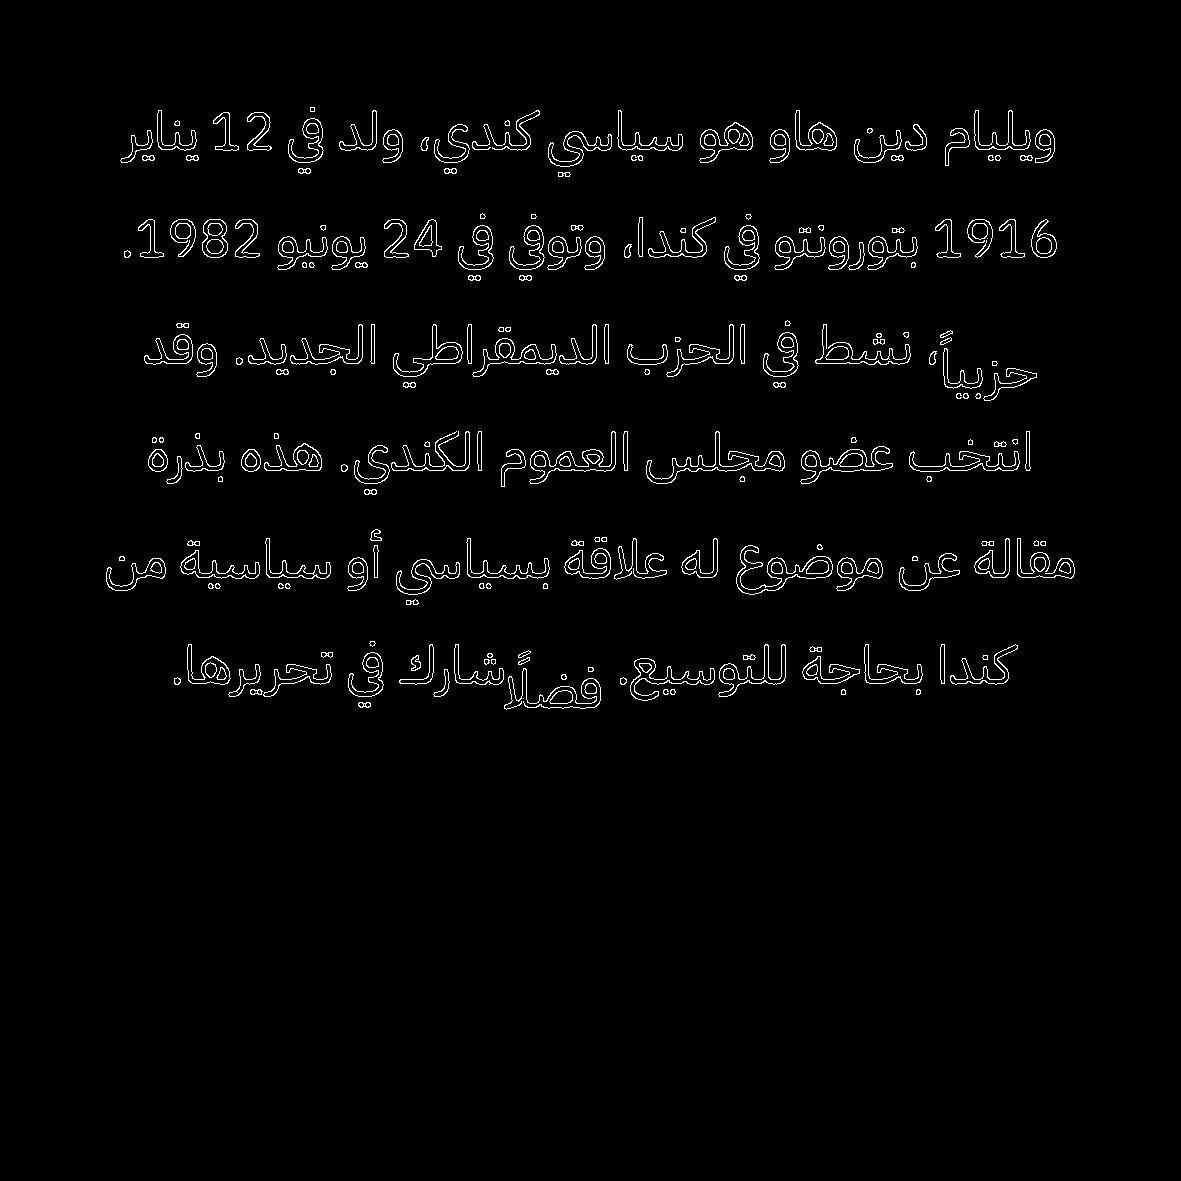 ويليام دين هاو هو سياسي كندي، ولد في 12 يناير
1916 بتورونتو في كندا، وتوفي في 24 يونيو 1982.
حزبياً، نشط في الحزب الديمقراطي الجديد. وقد
انتخب عضو مجلس العموم الكندي. هذه بذرة
مقالة عن موضوع له علاقة بسياسي أو سياسية من
كندا بحاجة للتوسيع. فضلًا شارك في تحريرها.